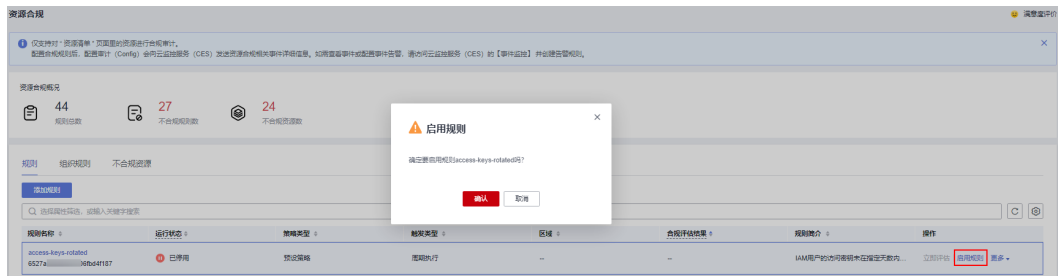 资源合规
满意度评价
仅支持对“资源清单”页面里的资源进行合规审计。
配置合规规则后，配置审计（Config）会向云监控服务（CES）发送资源合规相关事件详细信息。如需查看事件或配置事件告警，请访问云监控服务（CES）的【事件监控】并创建告警规则。
资源合规概况
44
规则总数
27
不合规规则数
24
不合规资源数
启用规则
确定要启用规则access-keys-rotated吗?
确认
取消
规则
组织规则
不合规资源
添加规则
选择属性筛选，或输入关键字搜索
规则名称 运行状态 策略类型 触发类型 区域 合规评估结果 规则简介 操作
access-keys-rotated
6527a
6fbd4f187
已停用 预设策略 周期执行 -- -- IAM用户的访问密钥未在指定天数内... 立即评估 启用规则 更多